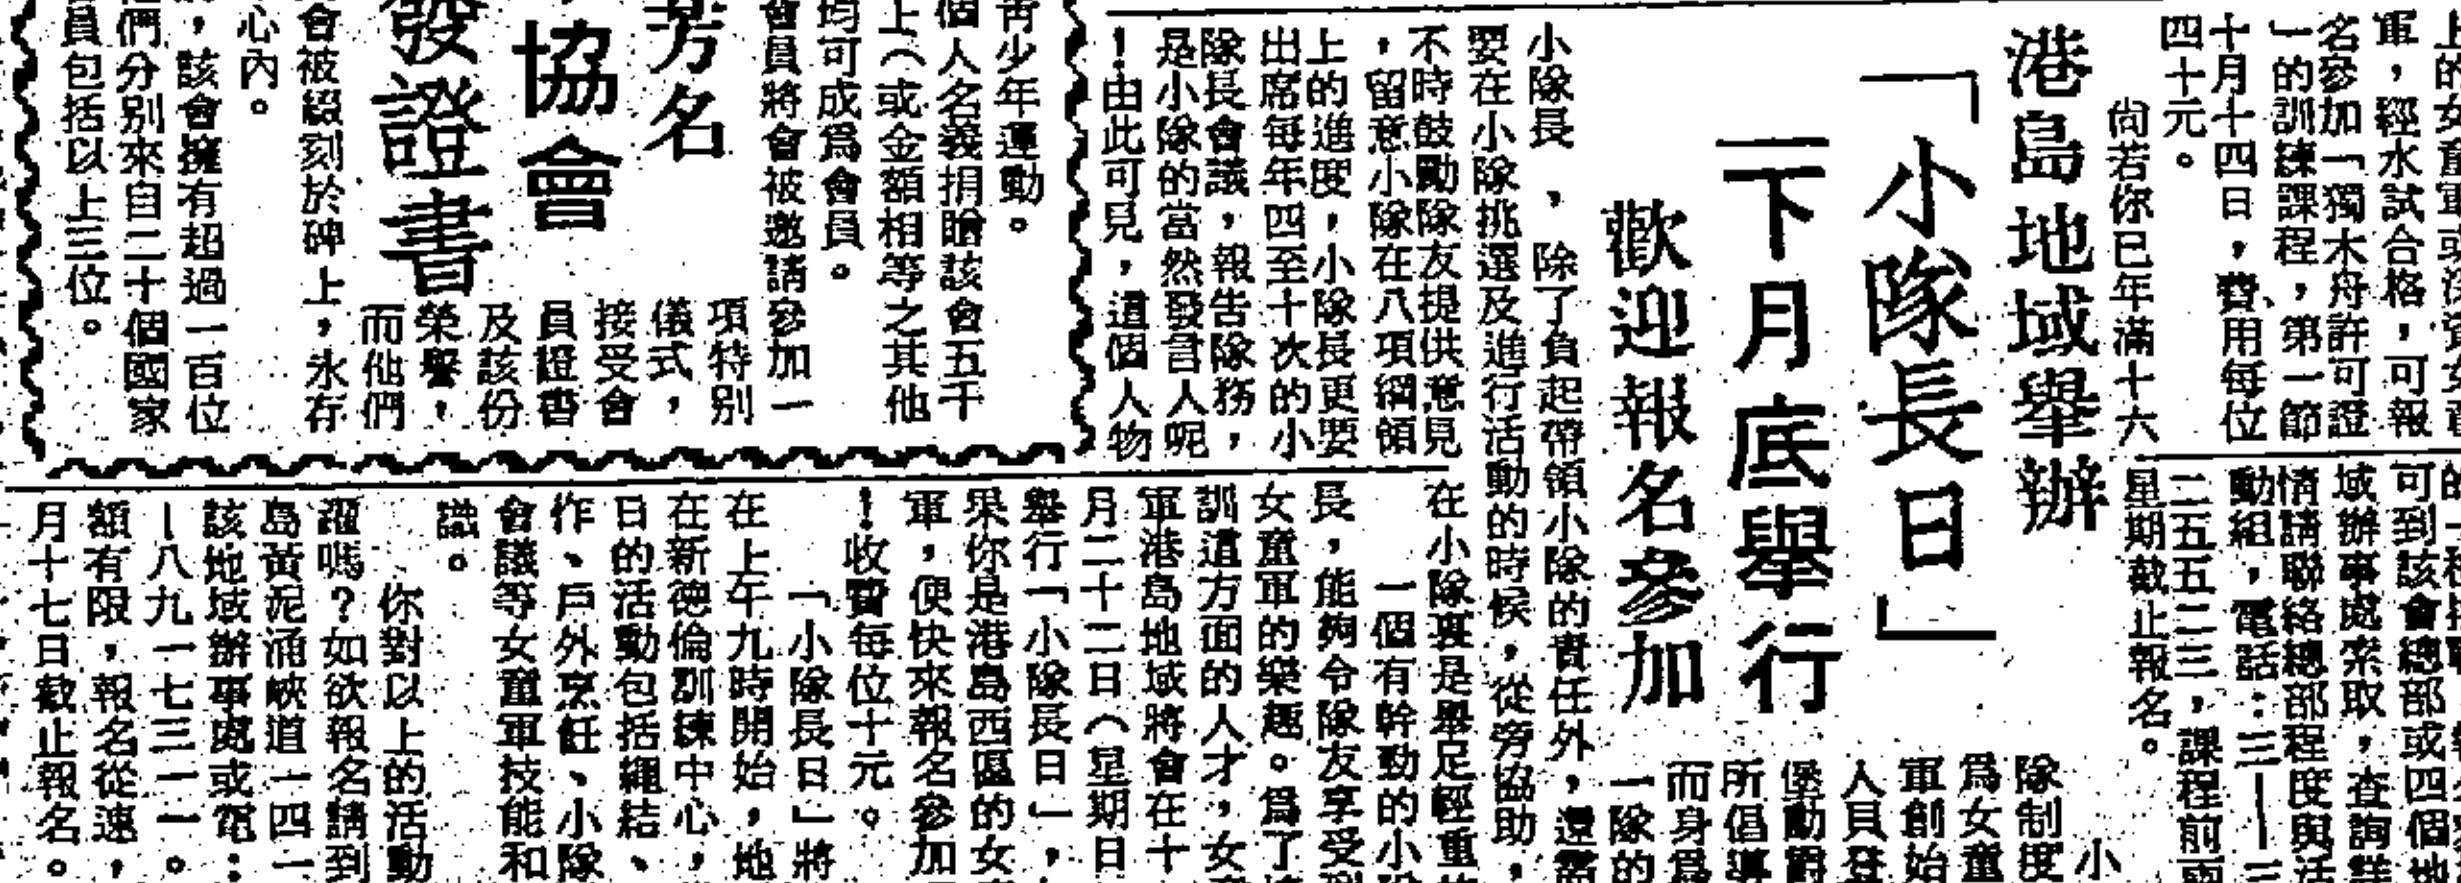 上的女童軍或深資女童
軍，經水試合格，可報
名參加「獨木舟許可證
」的訓練課程，第一節
十月十四日，費用每位
四十元。
尙若你已年滿十六
可到該會總部或四個地
域辦事處索取，查詢詳
情請聯絡總部程度與活
動組，電話：三——三
二五五二三，課程前兩
星期截止報名。
港島地域舉辦
「小隊長日」
下月底舉行
歡迎報名參加
小
隊制度
爲女童
軍創始
人貝登
堡勳爵
所倡導
而身爲
一隊的
小隊長，除了負起帶領小隊的責任外，還需
要在小隊挑選及進行活動的時候，從旁協助，
不時鼓勵隊友提供意見
，留意小隊在八項綱領
上的進度，小隊長更要
出席每年四至十次的小
隊長會議，報告隊務，
是小隊的當然發言人呢
！由此可見，這個人物
在小隊裏是舉足輕重
一個有幹勁的小
長，能夠令隊友享受到
女童軍的樂趣。爲了
訓這方面的人才，女
軍港島地域將會在十
月二十二日（星期日
舉行「小隊長日」，
果你是港島西區的女
軍，便快來報名參加
！收費每位十元。
「小隊長日」將
在上午九時開始，地
在新德倫訓練中心，
日的活動包括繩結、
作、戶外烹飪、小隊
會議等女童軍技能和
識。
你對以上的活動
濯嗎？如欲報名請到
島黃泥涌峽道一四一
該地域辦事處或電：
—八九一七三一一。
額有限，報名從速，
月十七日截止報名。
芳名
協會
發證書
靑少年運動。
個人名義捐贈該會五千
上（或金額相等之其他
均可成爲會員。
會員將會被邀請參加一
項特別
儀式，
接受會
員證書
及該份
榮譽，
而他們
會被鐫刻於碑上，永存
心內。
，該會擁有超過一百位
他們分別來自二十個國家
員包括以上三位。